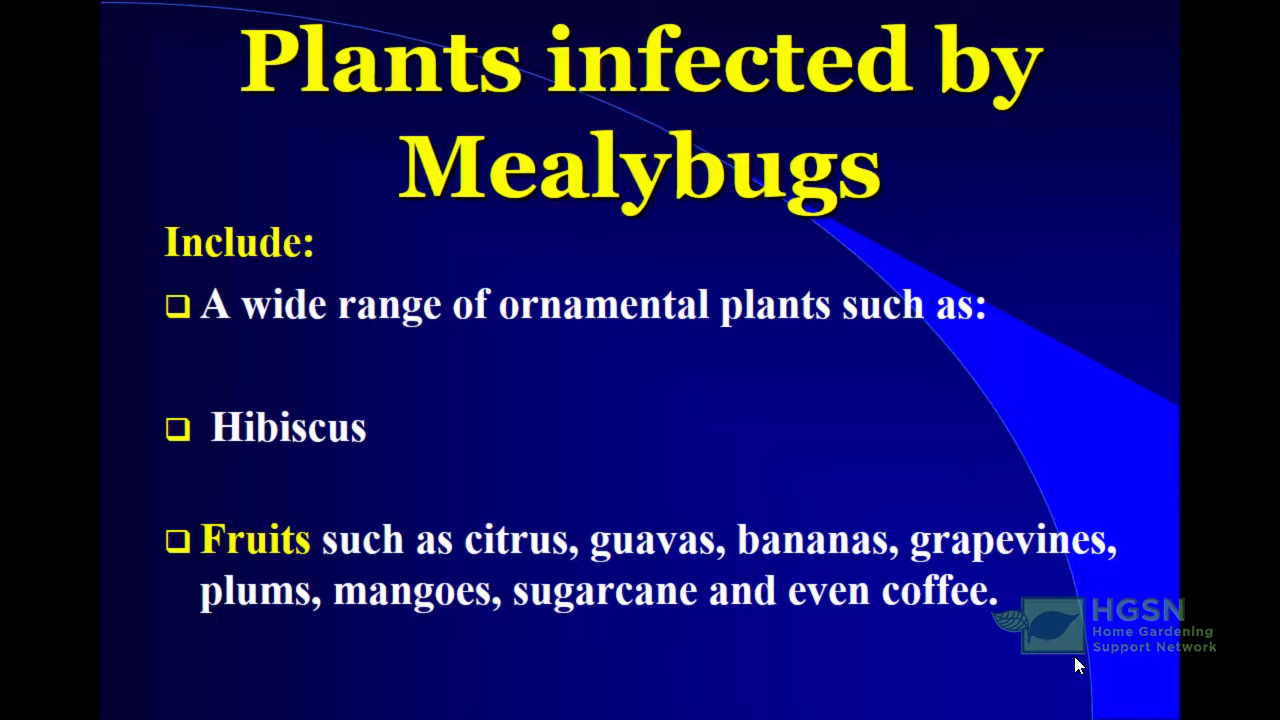 Plants infected by
Mealybugs
Include:
A wide range of ornamental plants such as:
Hibiscus
Fruits such as citrus, guavas, bananas, grapevines,
plums, mangoes, sugarcane and even coffee.
HGSN
Home Gardening
Support Network